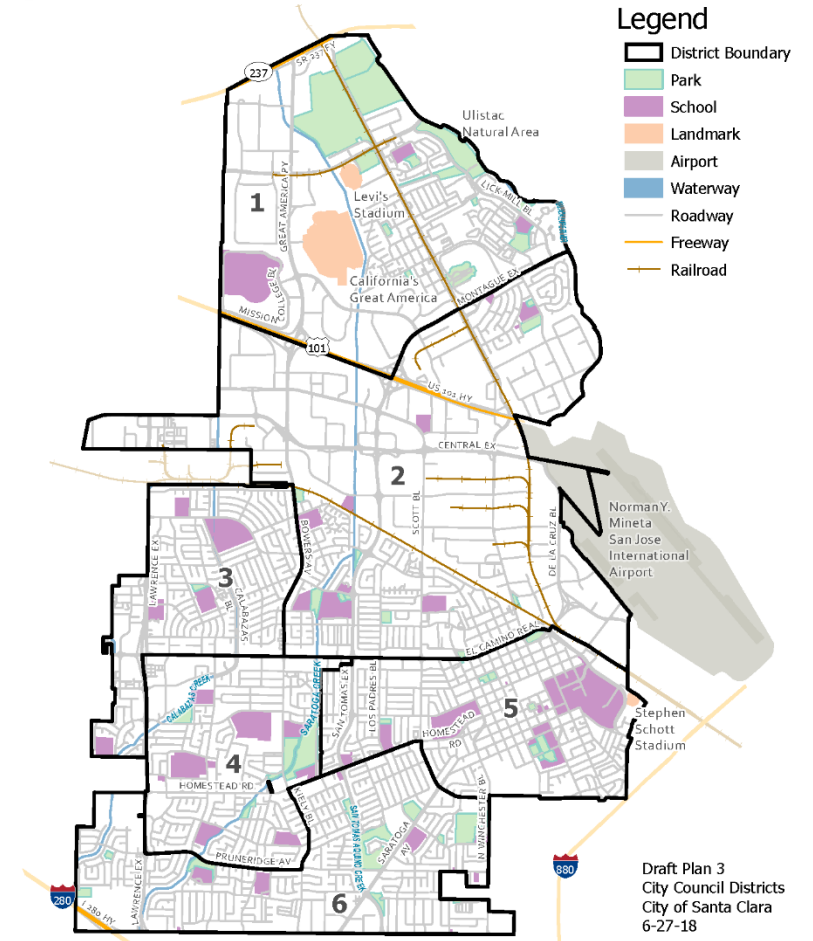 Legend
District Boundary
Park
School
Landmark
Airport
Waterway
Roadway
Freeway
Railroad
237
SR 237 FY
Ulistac
Natural Area
1
GREAT AMERICA PY
Levi's
Stadium
LICK MILL BL
COLLEGE BL
California's
Great America
MONTAGUE EX
MISSION
101
US 101 HY
CENTRAL EX
2
SCOTT BL
DE LA CRUZ BL
Norman Y.
Mineta
San Jose
International
Airport
BOWERS AV
LAWRENCE EX
3
CALABAZAS
BL
EL CAMINO REAL
CALABAZAS CREEK
SARATOGA CREEK
SAN TOMAS EX
LOS PADRES BL
5
HOMESTEAD
RD
Stephen
Schott
Stadium
4
HOMESTEAD RD
KIELY BL
SAN TOMAS AQUINO CREEK
SARATOGA
AV
N WINCHESTER BL
PRUNERIDGE AV
LAWRENCE EX
6
280
I 280 HY
880
Draft Plan 3
City Council Districts
City of Santa Clara
6-27-18